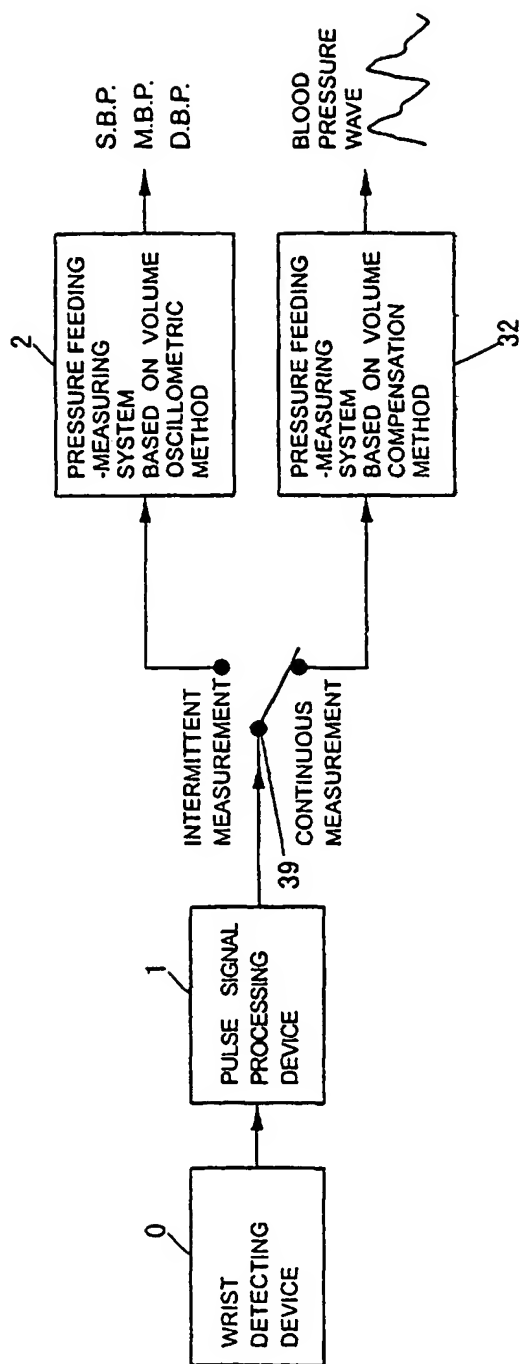 0
WRIST
DETECTING
DEVICE
1
PULSE SIGNAL
PROCESSING
DEVICE
INTERMITTENT
MEASUREMENT
39
CONTINUOUS
MEASUREMENT
2
PRESSURE FEEDING
-MEASURING
SYSTEM
BASED ON VOLUME
OSCILLOMETRIC
METHOD
S.B.P.
M.B.P.
D.B.P.
PRESSURE FEEDING
-MEASURING
SYSTEM
BASED ON VOLUME
COMPENSATION
METHOD
32
BLOOD
PRESSURE
WAVE